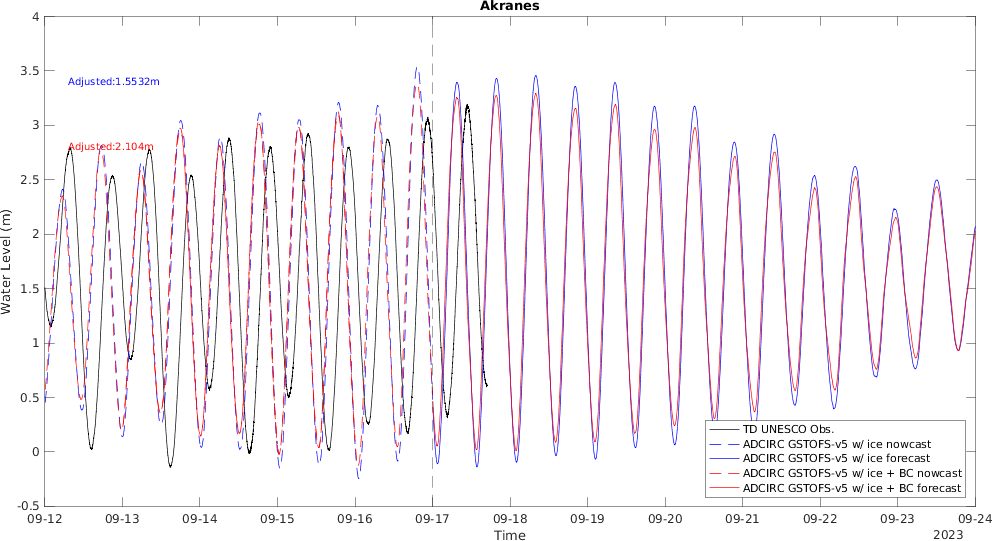 Akranes
4
3.5
3
2.5
2
1.5
1
0.5
0
-0.5
Water Level (m)
Adjusted:1.5532m
Adjusted:2.104m
TD UNESCO Obs.
ADCIRC GSTOFS-v5 w/ ice nowcast
ADCIRC GSTOFS-v5 w/ ice forecast
ADCIRC GSTOFS-v5 w/ ice + BC nowcast
ADCIRC GSTOFS-v5 w/ ice + BC forecast
09-12 09-13 09-14 09-15 09-16 09-17 09-18 09-19 09-20 09-21 09-22 09-23 09-24
Time
2023